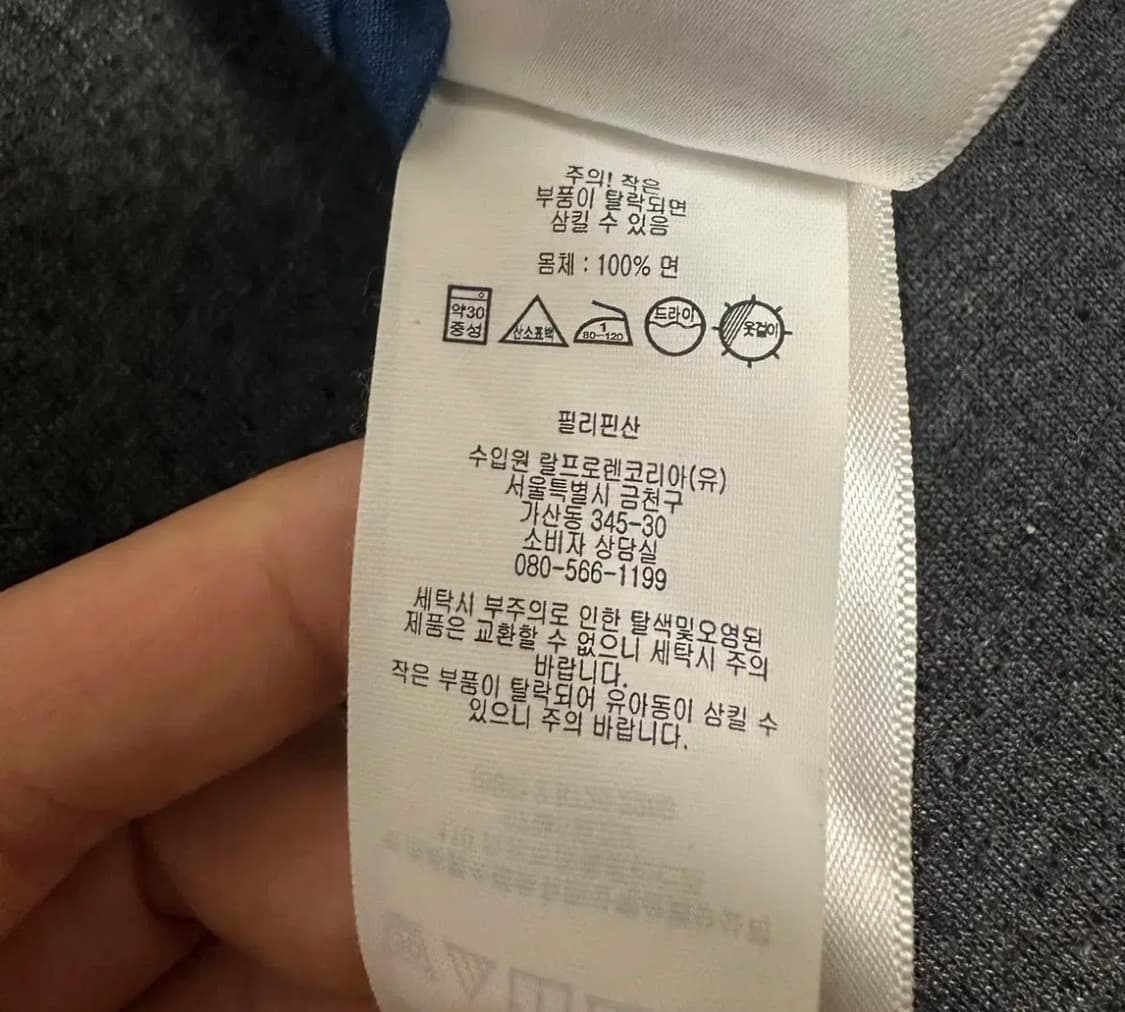 주의! 작은
부품이 탈락되면
삼킬 수 있음
몸체 : 100% 면
약30
중성
산소표백
1
80-120
드라이
옷걸이
필리핀산
수입원 랄프로렌코리아(유)
서울특별시 금천구
가산동 345-30
소비자 상담실
080-566-1199
세탁시 부주의로 인한 탈색및오염된
제품은 교환할 수 없으니 세탁시 주의
바랍니다.
작은 부품이 탈락되어 유아동이 삼킬 수
있으니 주의 바랍니다.